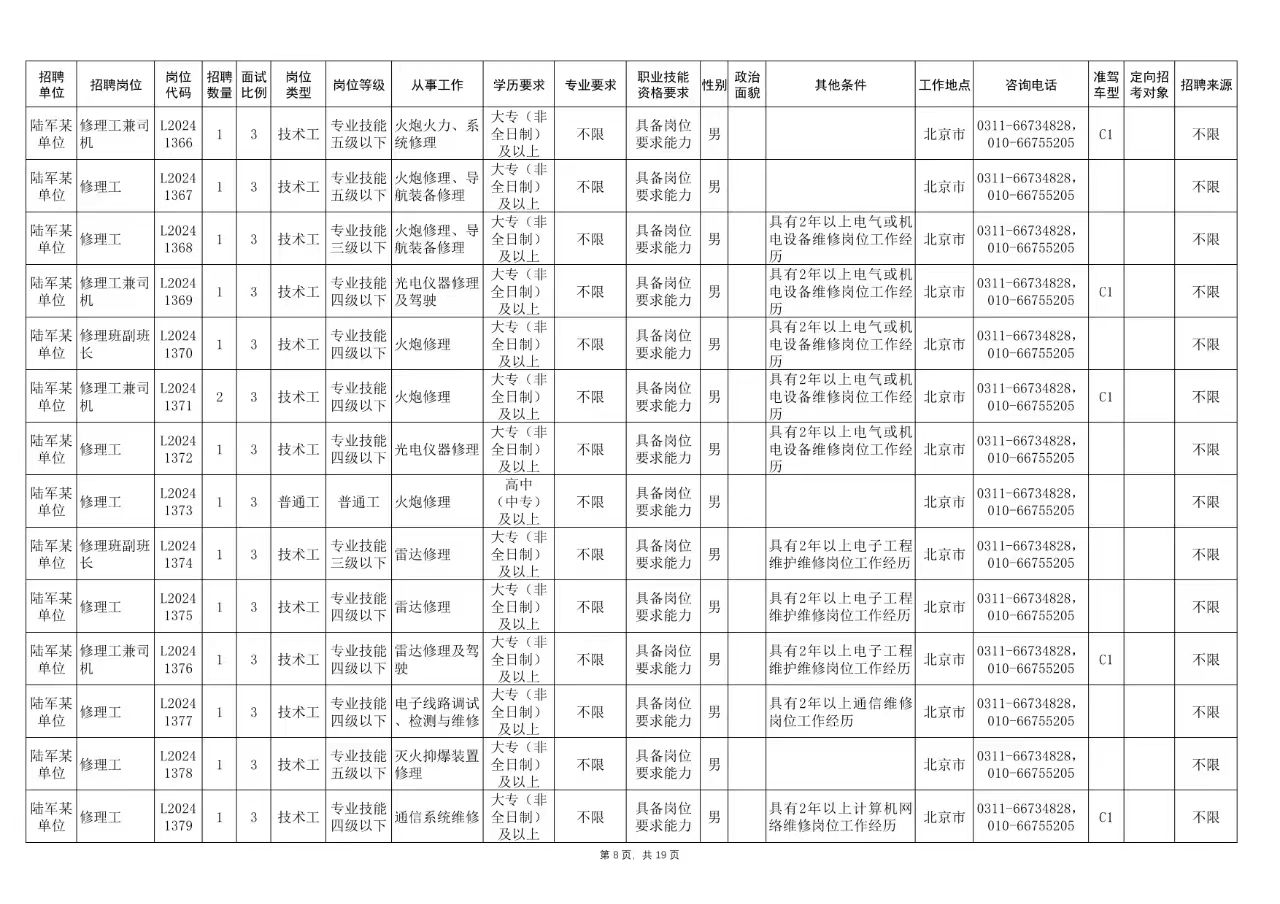 招聘单位 招聘岗位 岗位代码 招聘数量 面试比例 岗位类型 岗位等级 从事工作 学历要求 专业要求 职业技能资格要求 性别 政治面貌 其他条件 工作地点 咨询电话 准驾车型 定向招考对象 招聘来源
陆军某单位 修理工兼司机 L20241366 1 3 技术工 专业技能五级以下 火炮火力、系统修理 大专（非全日制）及以上 不限 具备岗位要求能力 男 北京市 0311-66734828, 010-66755205 C1 不限
陆军某单位 修理工 L20241367 1 3 技术工 专业技能五级以下 火炮修理、导航装备修理 大专（非全日制）及以上 不限 具备岗位要求能力 男 北京市 0311-66734828, 010-66755205 不限
陆军某单位 修理工 L20241368 1 3 技术工 专业技能三级以下 火炮修理、导航装备修理 大专（非全日制）及以上 不限 具备岗位要求能力 男 具有2年以上电气或机电设备维修岗位工作经历 北京市 0311-66734828, 010-66755205 不限
陆军某单位 修理工兼司机 L20241369 1 3 技术工 专业技能四级以下 光电仪器修理及驾驶 大专（非全日制）及以上 不限 具备岗位要求能力 男 具有2年以上电气或机电设备维修岗位工作经历 北京市 0311-66734828, 010-66755205 C1 不限
陆军某单位 修理班副班长 L20241370 1 3 技术工 专业技能四级以下 火炮修理 大专（非全日制）及以上 不限 具备岗位要求能力 男 具有2年以上电气或机电设备维修岗位工作经历 北京市 0311-66734828, 010-66755205 不限
陆军某单位 修理工兼司机 L20241371 2 3 技术工 专业技能四级以下 火炮修理 大专（非全日制）及以上 不限 具备岗位要求能力 男 具有2年以上电气或机电设备维修岗位工作经历 北京市 0311-66734828, 010-66755205 C1 不限
陆军某单位 修理工 L20241372 1 3 技术工 专业技能四级以下 光电仪器修理 大专（非全日制）及以上 不限 具备岗位要求能力 男 具有2年以上电气或机电设备维修岗位工作经历 北京市 0311-66734828, 010-66755205 不限
陆军某单位 修理工 L20241373 1 3 普通工 普通工 火炮修理 高中（中专）及以上 不限 具备岗位要求能力 男 北京市 0311-66734828, 010-66755205 不限
陆军某单位 修理班副班长 L20241374 1 3 技术工 专业技能三级以下 雷达修理 大专（非全日制）及以上 不限 具备岗位要求能力 男 具有2年以上电子工程维护维修岗位工作经历 北京市 0311-66734828, 010-66755205 不限
陆军某单位 修理工 L20241375 1 3 技术工 专业技能四级以下 雷达修理 大专（非全日制）及以上 不限 具备岗位要求能力 男 具有2年以上电子工程维护维修岗位工作经历 北京市 0311-66734828, 010-66755205 不限
陆军某单位 修理工兼司机 L20241376 1 3 技术工 专业技能四级以下 雷达修理及驾驶 大专（非全日制）及以上 不限 具备岗位要求能力 男 具有2年以上电子工程维护维修岗位工作经历 北京市 0311-66734828, 010-66755205 C1 不限
陆军某单位 修理工 L20241377 1 3 技术工 专业技能四级以下 电子线路调试、检测与维修 大专（非全日制）及以上 不限 具备岗位要求能力 男 具有2年以上通信维修岗位工作经历 北京市 0311-66734828, 010-66755205 不限
陆军某单位 修理工 L20241378 1 3 技术工 专业技能五级以下 灭火抑爆装置修理 大专（非全日制）及以上 不限 具备岗位要求能力 男 北京市 0311-66734828, 010-66755205 不限
陆军某单位 修理工 L20241379 1 3 技术工 专业技能四级以下 通信系统维修 大专（非全日制）及以上 不限 具备岗位要求能力 男 具有2年以上计算机网络维修岗位工作经历 北京市 0311-66734828, 010-66755205 C1 不限
第 8 页，共 19 页